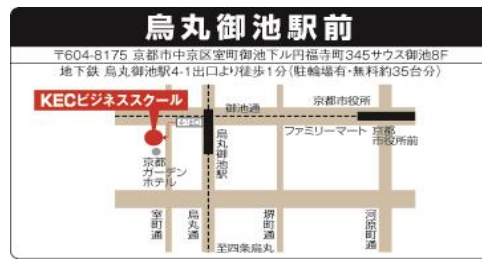 烏丸御池駅前
〒604-8175 京都市中京区室町御池下ル円福寺町345サウス御池8F
地下鉄 烏丸御池駅4-1出口より徒歩1分(駐輪場有・無料約35台分)
KECビジネススクール
御池通
京都市役所
4-1出口
烏丸御池駅
ファミリーマート
京都市役所前
京都ガーデンホテル
室町通
烏丸通
堺町通
河原町通
至四条烏丸